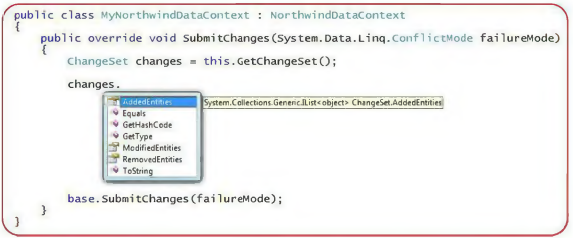 public class MyNorthwindDataContext : NorthwindDataContext
{
public override void SubmitChanges(System.Data.Linq.ConflictMode failureMode)
{
ChangeSet changes = this.GetChangeSet();
changes.
AddedEntities System.Collections.Generic.IList<object> ChangeSet.AddedEntities
Equals
GetHashCode
GetType
ModifiedEntities
RemovedEntities
ToString
base.SubmitChanges(failureMode);
}
}